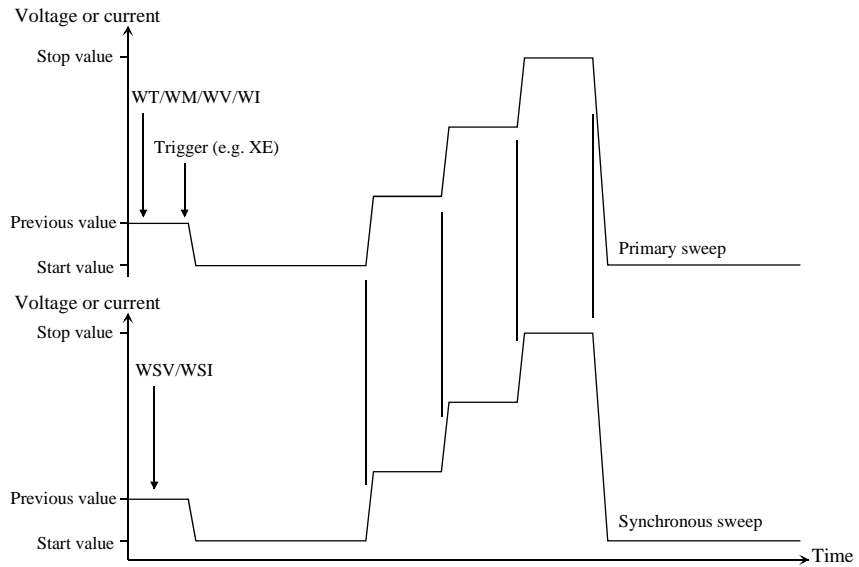 Voltage or current
Stop value
WT/WM/WV/WI
Trigger (e.g. XE)
Previous value
Start value
Primary sweep
Voltage or current
Stop value
WSV/WSI
Previous value
Start value
Synchronous sweep
Time